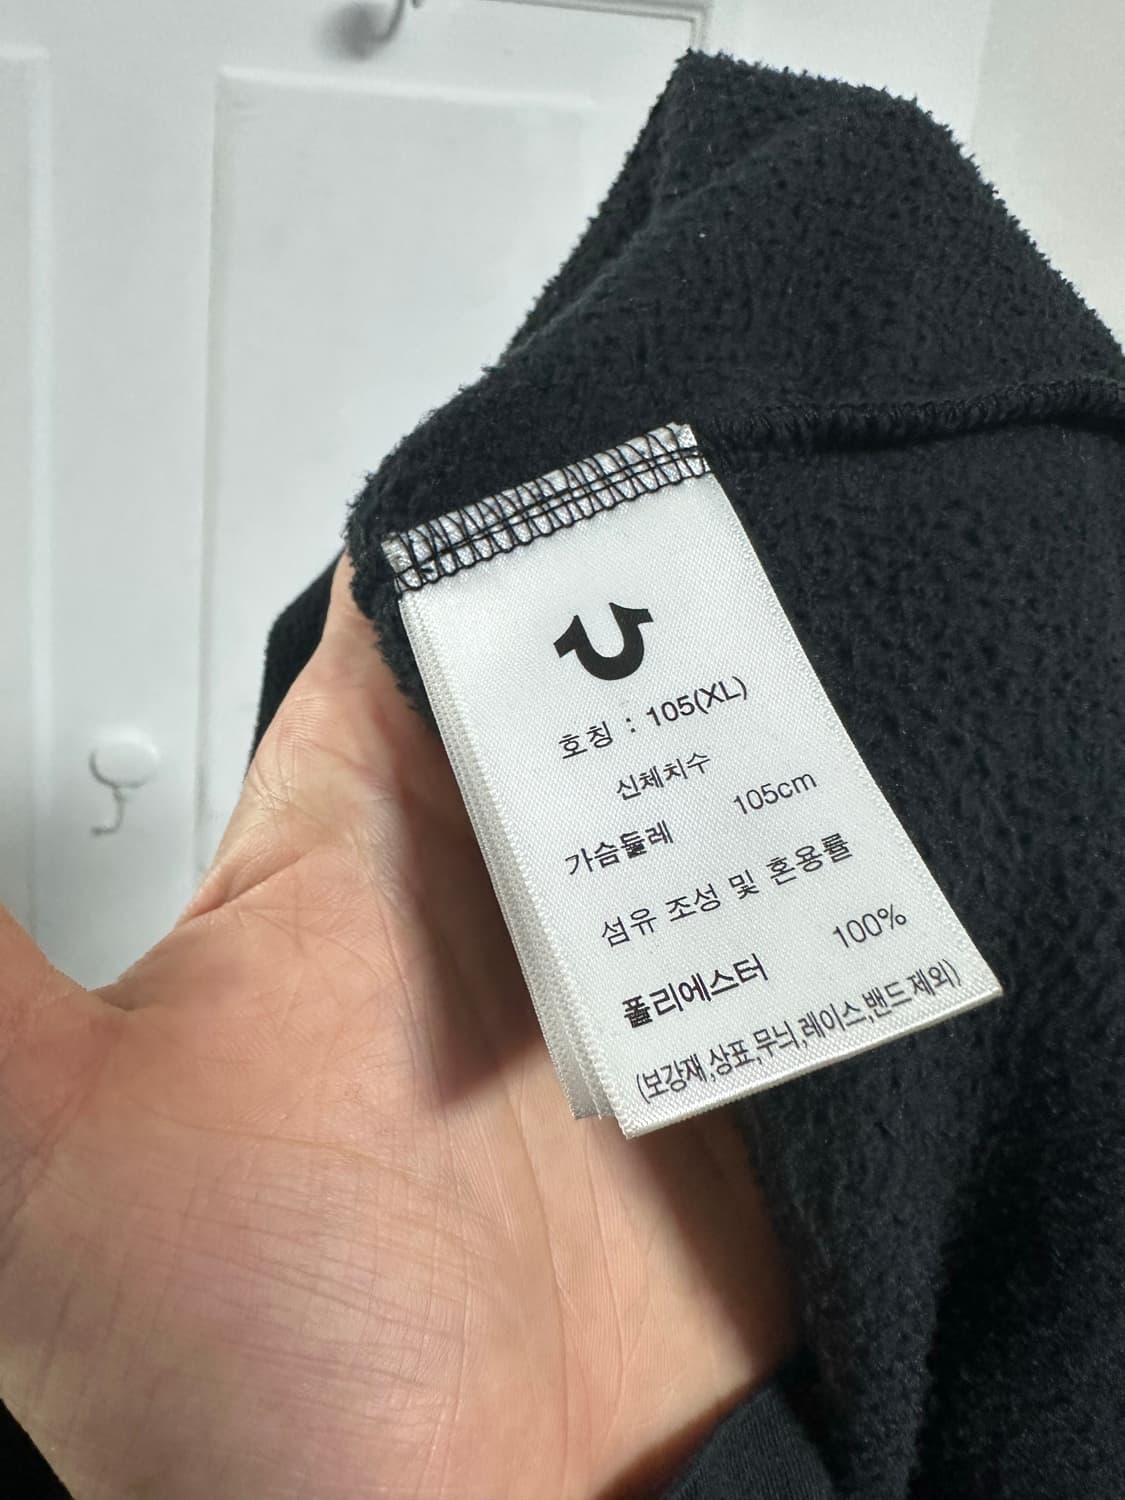 호칭 : 105(XL)
신체치수
가슴둘레 105cm
섬유 조성 및 혼용률
폴리에스터 100%
(보강재,상표,무늬,레이스,밴드제외)